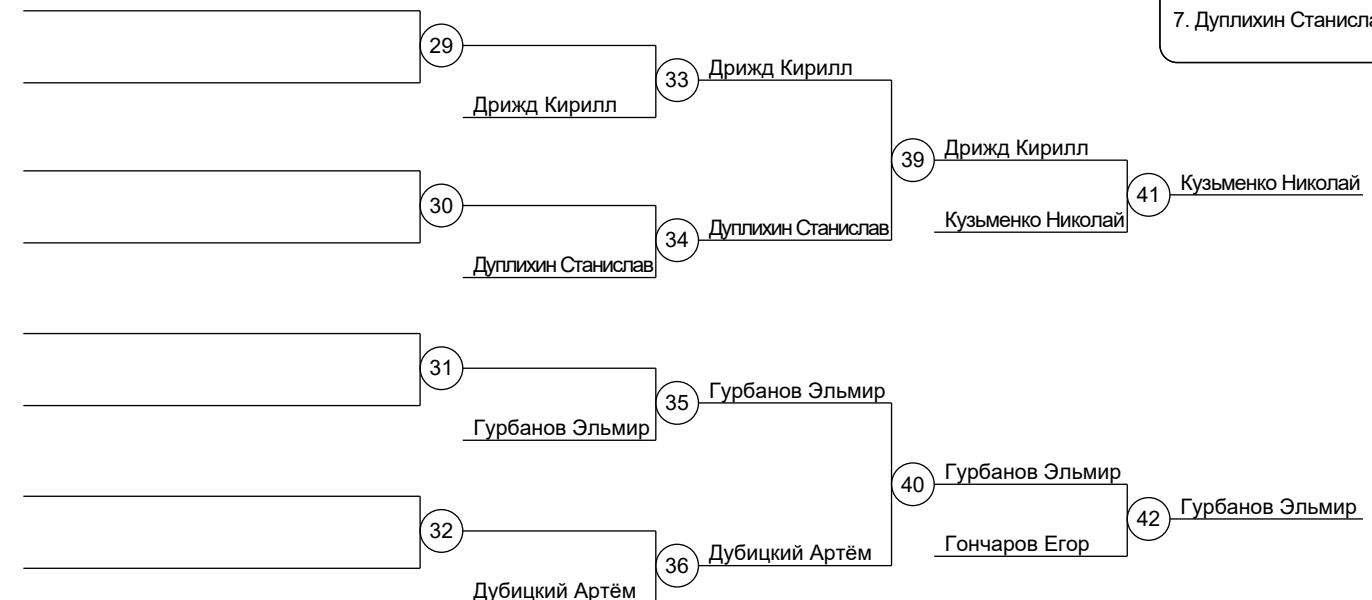 7. Дуплихин Станисла
29
33
Дрижд Кирилл
Дрижд Кирилл
39
Дрижд Кирилл
30
41
Кузьменко Николай
34
Дуплихин Станислав
Кузьменко Николай
Дуплихин Станислав
31
35
Гурбанов Эльмир
Гурбанов Эльмир
40
Гурбанов Эльмир
32
42
Гурбанов Эльмир
36
Дубицкий Артём
Гончаров Егор
Дубицкий Артём